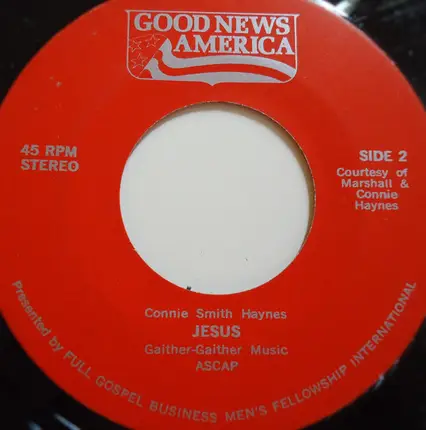 GOOD NEWS
AMERICA
45 RPM
STEREO
SIDE 2
Courtesy of
Marshall &
Connie
Haynes
Connie Smith Haynes
JESUS
Gaither-Gaither Music
ASCAP
Presented by FULL GOSPEL BUSINESS MEN'S FELLOWSHIP INTERNATIONAL